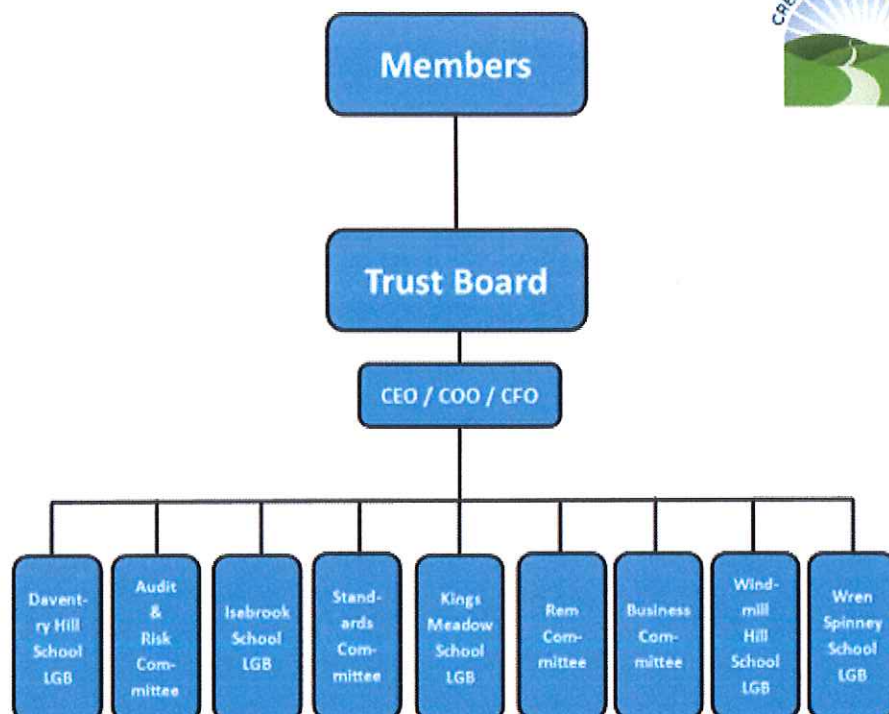 CRE
Members
Trust Board
CEO / COO / CFO
Davent-
ry Hill
School
LGB
Audit
&
Risk
Com-
mittee
Isebrook
School
LGB
Stand-
ards
Com-
mittee
Kings
Meadow
School
LGB
Rem
Com-
mittee
Business
Com-
mittee
Wind-
mill
Hill
School
LGB
Wren
Spinney
School
LGB